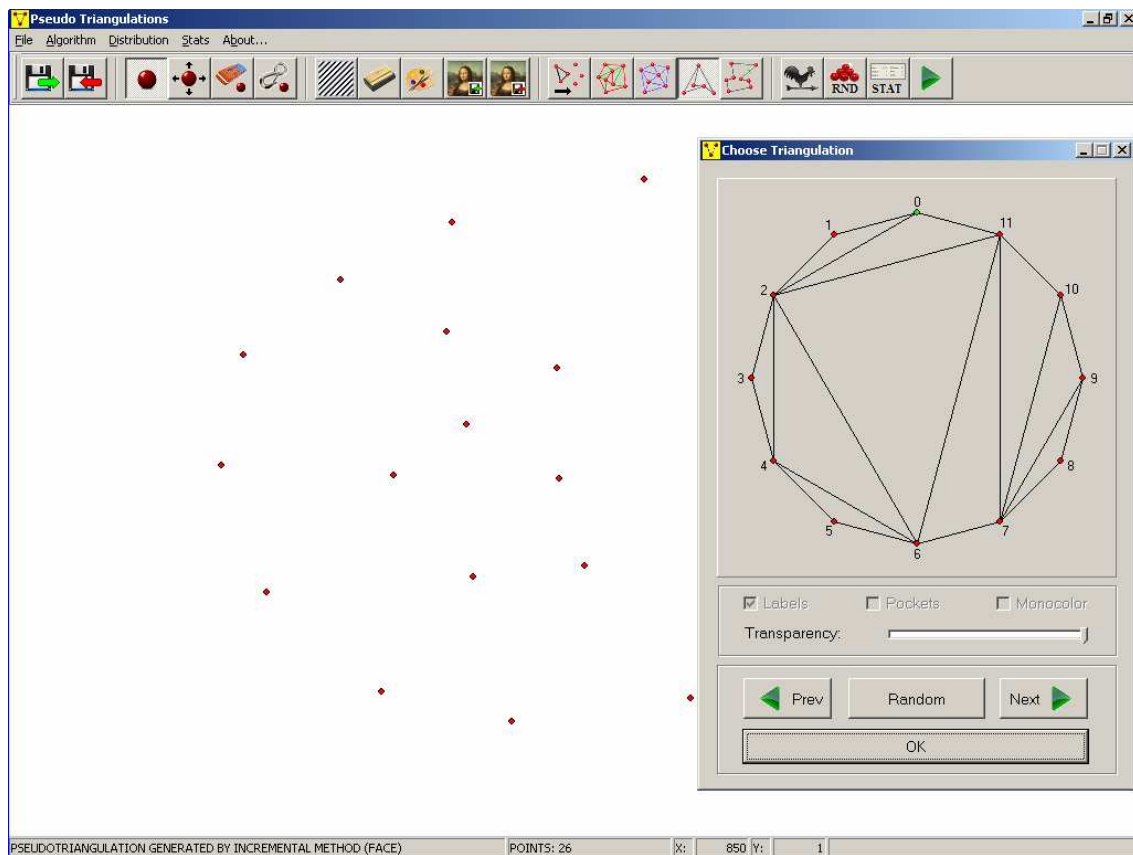 Pseudo Triangulations
File Algorithm Distribution Stats About...
RND STAT
Choose Triangulation
0
1 11
2 10
3 9
4 8
5 7
6
Labels Pockets Monocolor
Transparency:
Prev Random Next
OK
PSEUDOTRIANGULATION GENERATED BY INCREMENTAL METHOD (FACE) POINTS: 26 X: 850 Y: 1